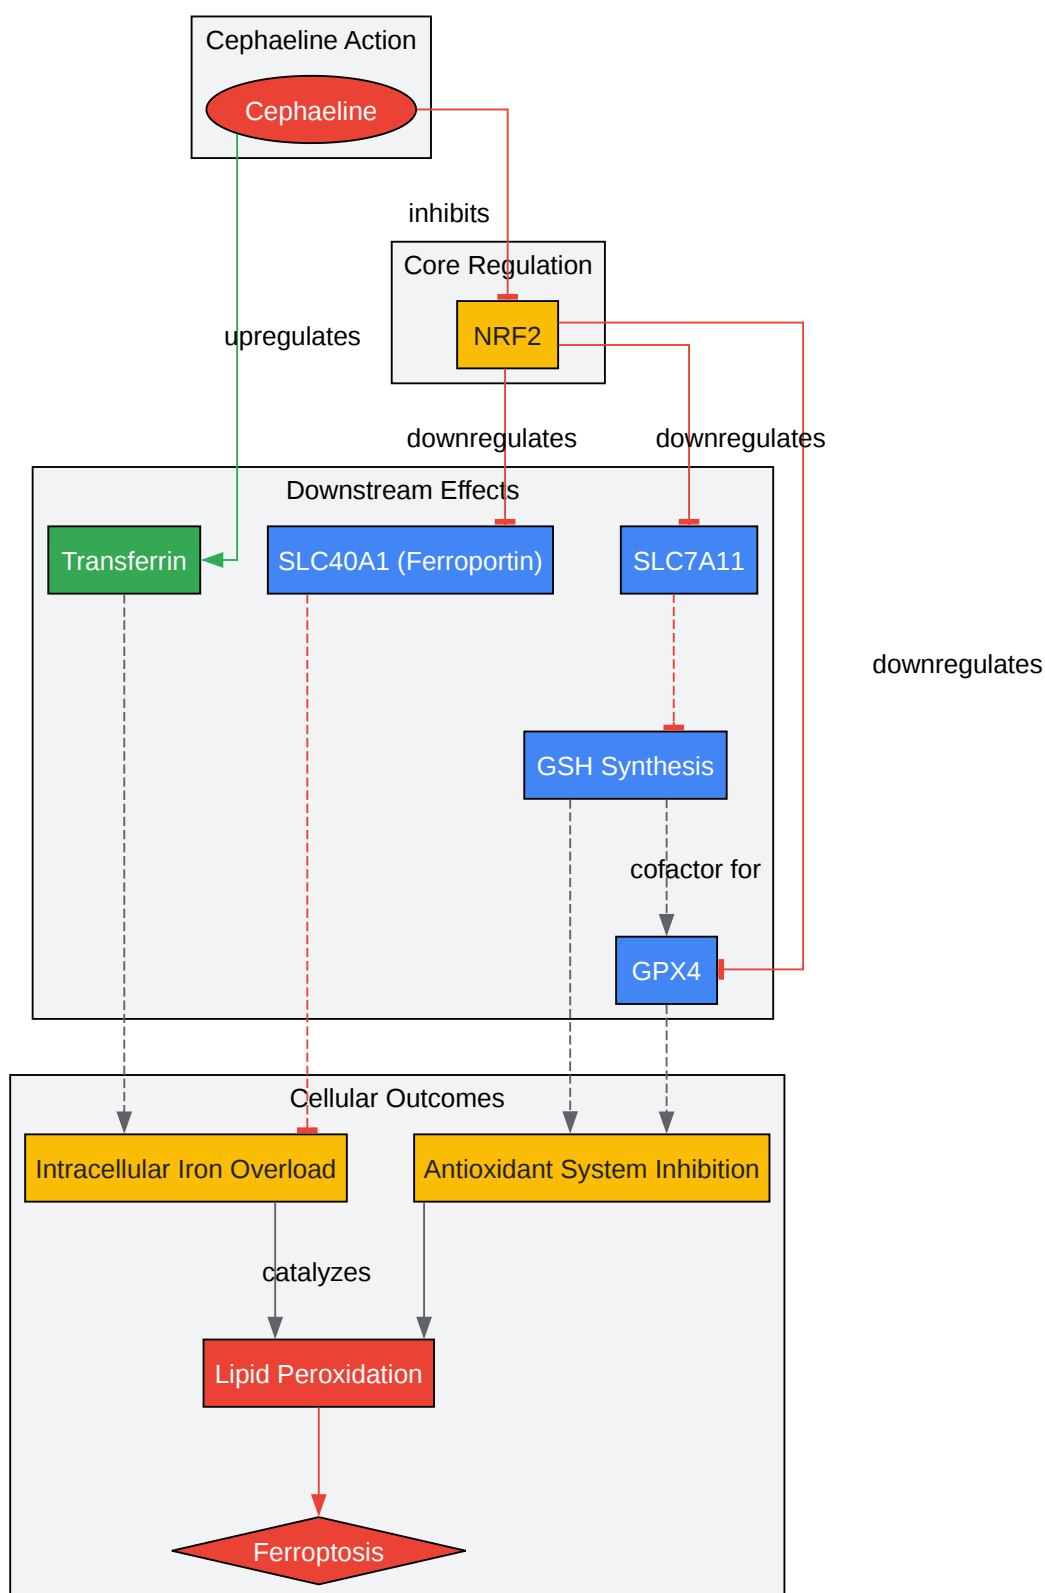 Cephaeline Action
Cephaeline
inhibits
Core Regulation
upregulates
NRF2
downregulates
downregulates
Downstream Effects
Transferrin
SLC40A1 (Ferroportin)
SLC7A11
downregulates
GSH Synthesis
cofactor for
GPX4
Cellular Outcomes
Intracellular Iron Overload
Antioxidant System Inhibition
catalyzes
Lipid Peroxidation
Ferroptosis